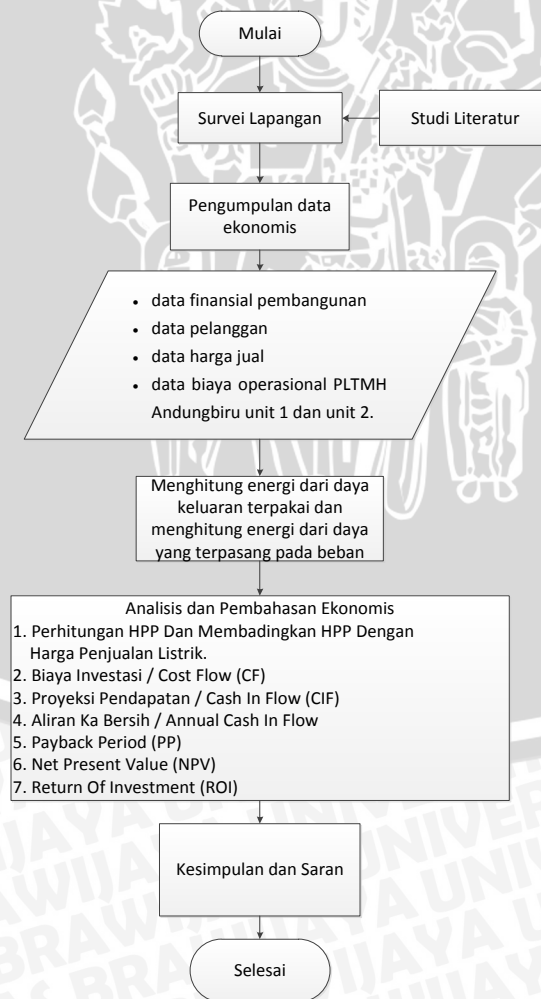 Mulai
Survei Lapangan
Studi Literatur
Pengumpulan data
ekonomis
• data finansial pembangunan
• data pelanggan
• data harga jual
• data biaya operasional PLTMH
Andungbiru unit 1 dan unit 2.
Menghitung energi dari daya
keluaran terpakai dan
menghitung energi dari daya
yang terpasang pada beban
Analisis dan Pembahasan Ekonomis
1. Perhitungan HPP Dan Membadingkan HPP Dengan
Harga Penjualan Listrik.
2. Biaya Investasi / Cost Flow (CF)
3. Proyeksi Pendapatan / Cash In Flow (CIF)
4. Aliran Ka Bersih / Annual Cash In Flow
5. Payback Period (PP)
6. Net Present Value (NPV)
7. Return Of Investment (ROI)
Kesimpulan dan Saran
Selesai